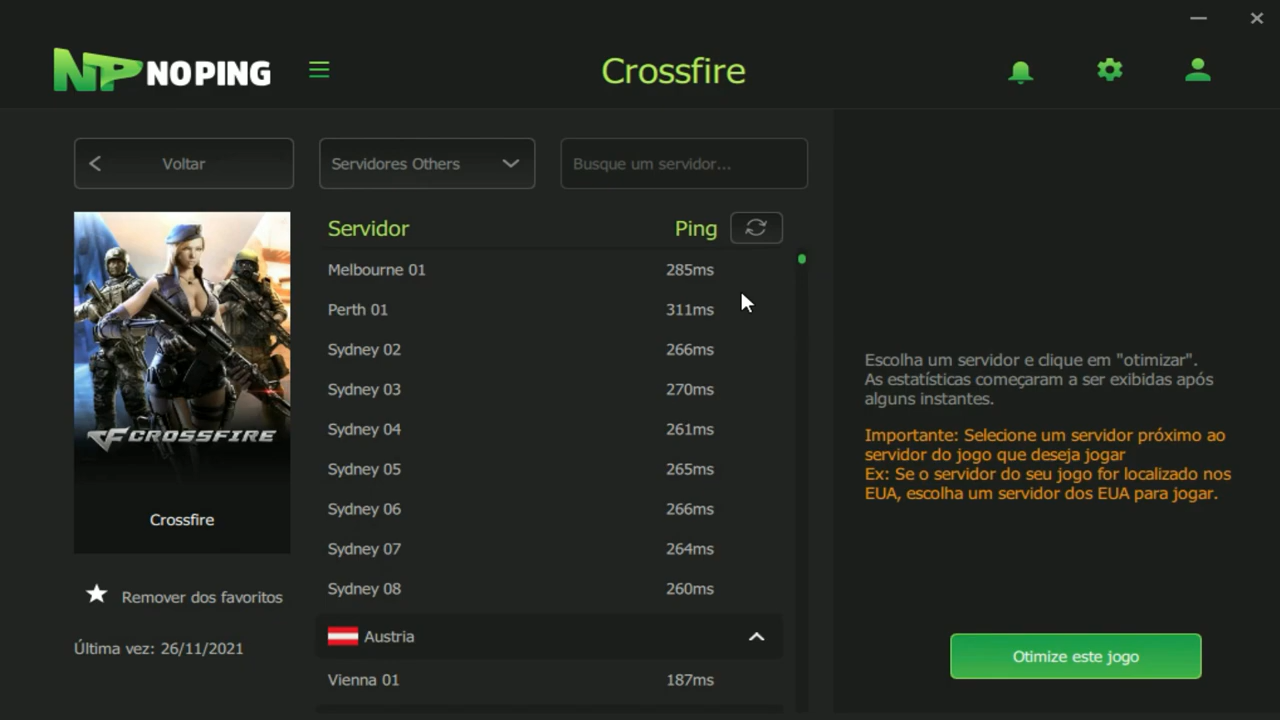 NP NOPING
Crossfire
Voltar
Servidores Others
Busque um servidor...
Servidor Ping
Melbourne 01 285ms
Perth 01 311ms
Sydney 02 266ms
Sydney 03 270ms
Sydney 04 261ms
Sydney 05 265ms
Sydney 06 266ms
Sydney 07 264ms
Sydney 08 260ms
Austria
Vienna 01 187ms
CF CROSSFIRE
Crossfire
Remover dos favoritos
Última vez: 26/11/2021
Escolha um servidor e clique em "otimizar".
As estatísticas começaram a ser exibidas após
alguns instantes.
Importante: Selecione um servidor próximo ao
servidor do jogo que deseja jogar
Ex: Se o servidor do seu jogo for localizado nos
EUA, escolha um servidor dos EUA para jogar.
Otimize este jogo